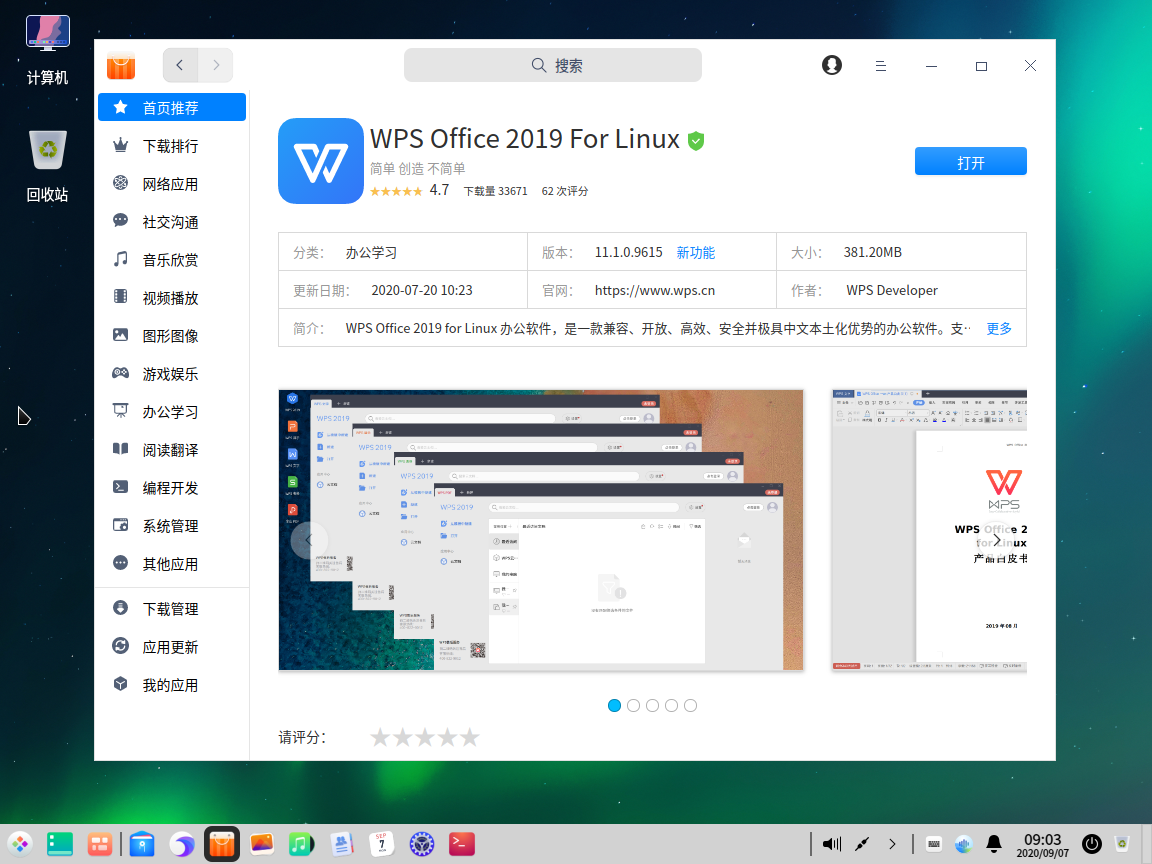 计算机
回收站
搜索
首页推荐
下载排行
网络应用
社交沟通
音乐欣赏
视频播放
图形图像
游戏娱乐
办公学习
阅读翻译
编程开发
系统管理
其他应用
下载管理
应用更新
我的应用
WPS Office 2019 For Linux
简单 创造 不简单
4.7 下载量 33671 62 次评分
打开
分类： 办公学习 版本： 11.1.0.9615 新功能 大小： 381.20MB
更新日期： 2020-07-20 10:23 官网： https://www.wps.cn 作者： WPS Developer
简介： WPS Office 2019 for Linux 办公软件，是一款兼容、开放、高效、安全并极具中文本土化优势的办公软件。支… 更多
WPS 2019
WPS 2019
WPS 2019
WPS 2019
WPS
WPS Office 2
for Linux
产品白皮书
2019 年 08 月
请评分：
SEP
7
09:03
2020/09/07